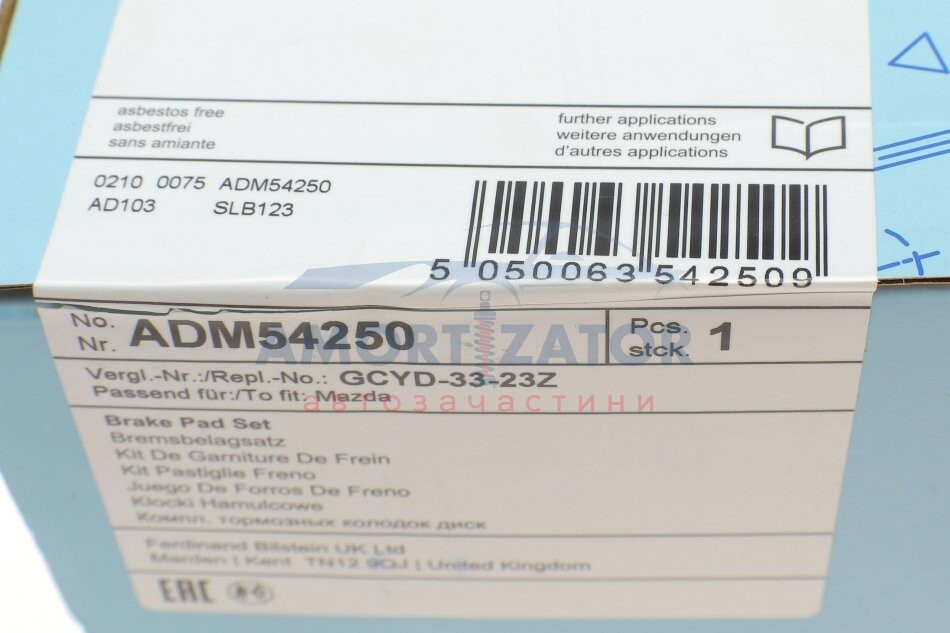 asbestos free
asbestfrei
sans amiante
further applications
weitere anwendungen
d'autres applications
0210 0075 ADM54250
AD103 SLB123
5 050063 542509
No. Nr. ADM54250
Pcs. stck. 1
AMORTIZATOR
автозачастини
Vergl.-Nr.:/Repl.-No.: GCYD-33-23Z
Passend für:/To fit: Mazda
Brake Pad Set
Bremsbelagsatz
Kit De Garniture De Frein
Kit Pastiglie Freno
Juego De Forros De Freno
Klocki Hamulcowe
Компл. тормозных колодок диск
Ferdinand Bilstein UK Ltd
Marden | Kent TN12 9QJ | United Kingdom
EAC